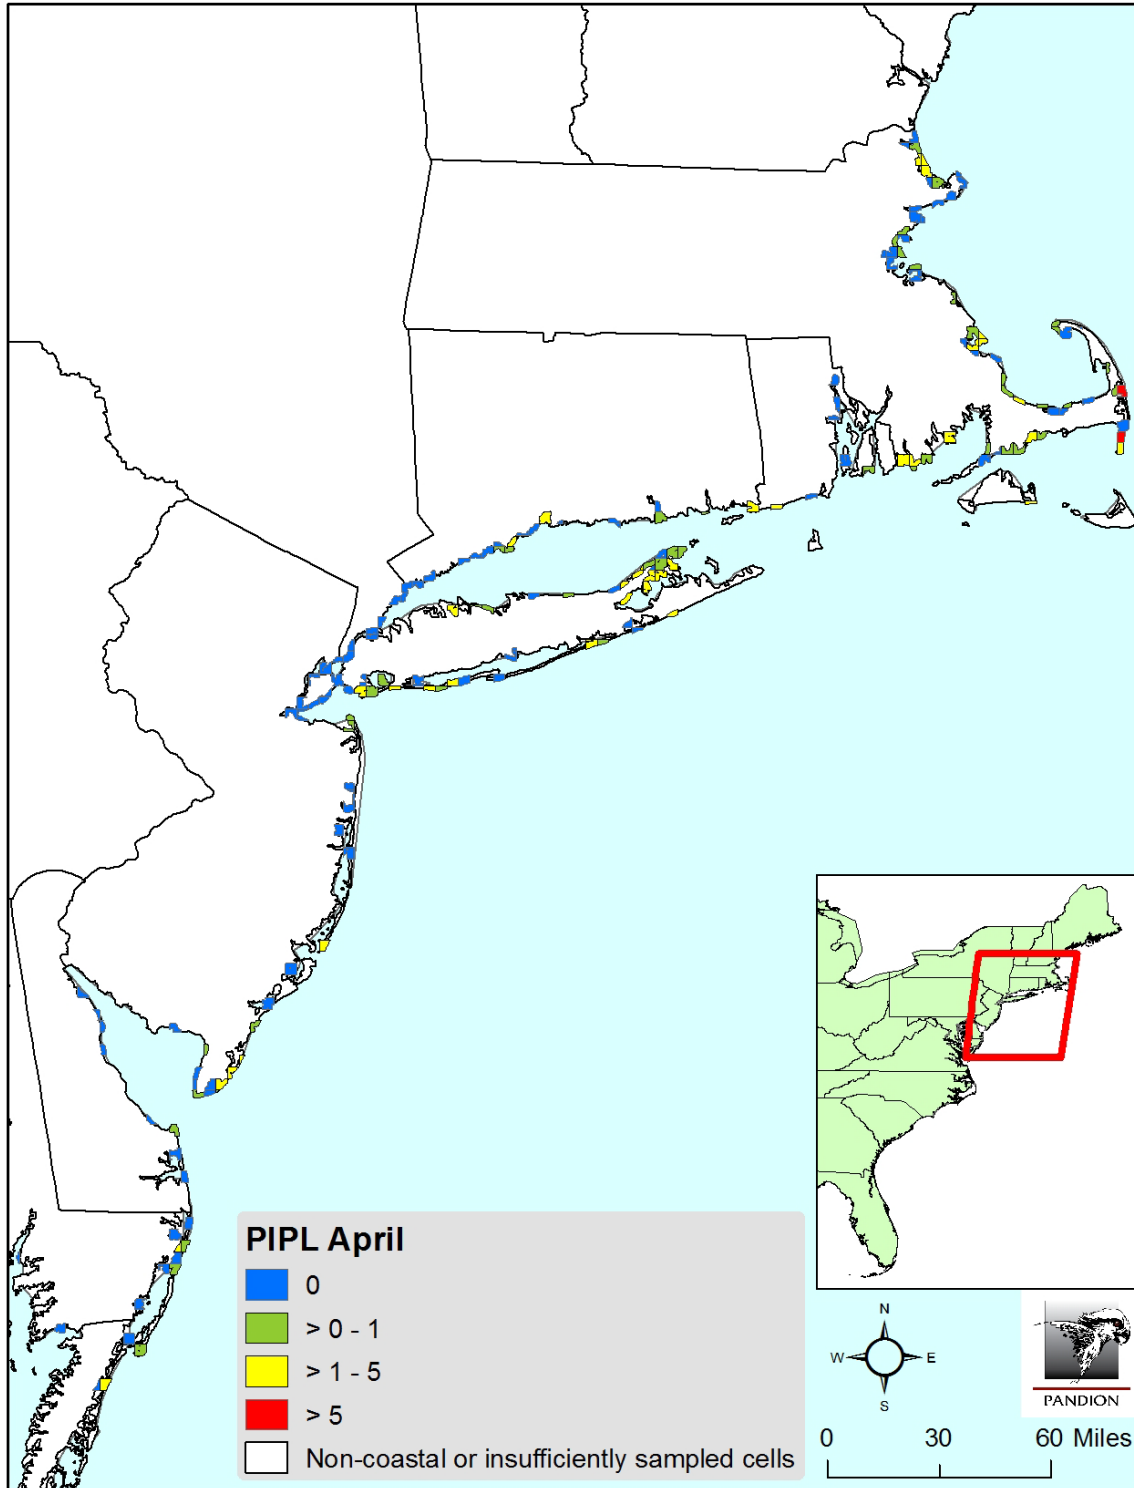 PIPL April
0
> 0 - 1
> 1 - 5
> 5
Non-coastal or insufficiently sampled cells
N
W E
S
PANDION
0 30 60 Miles